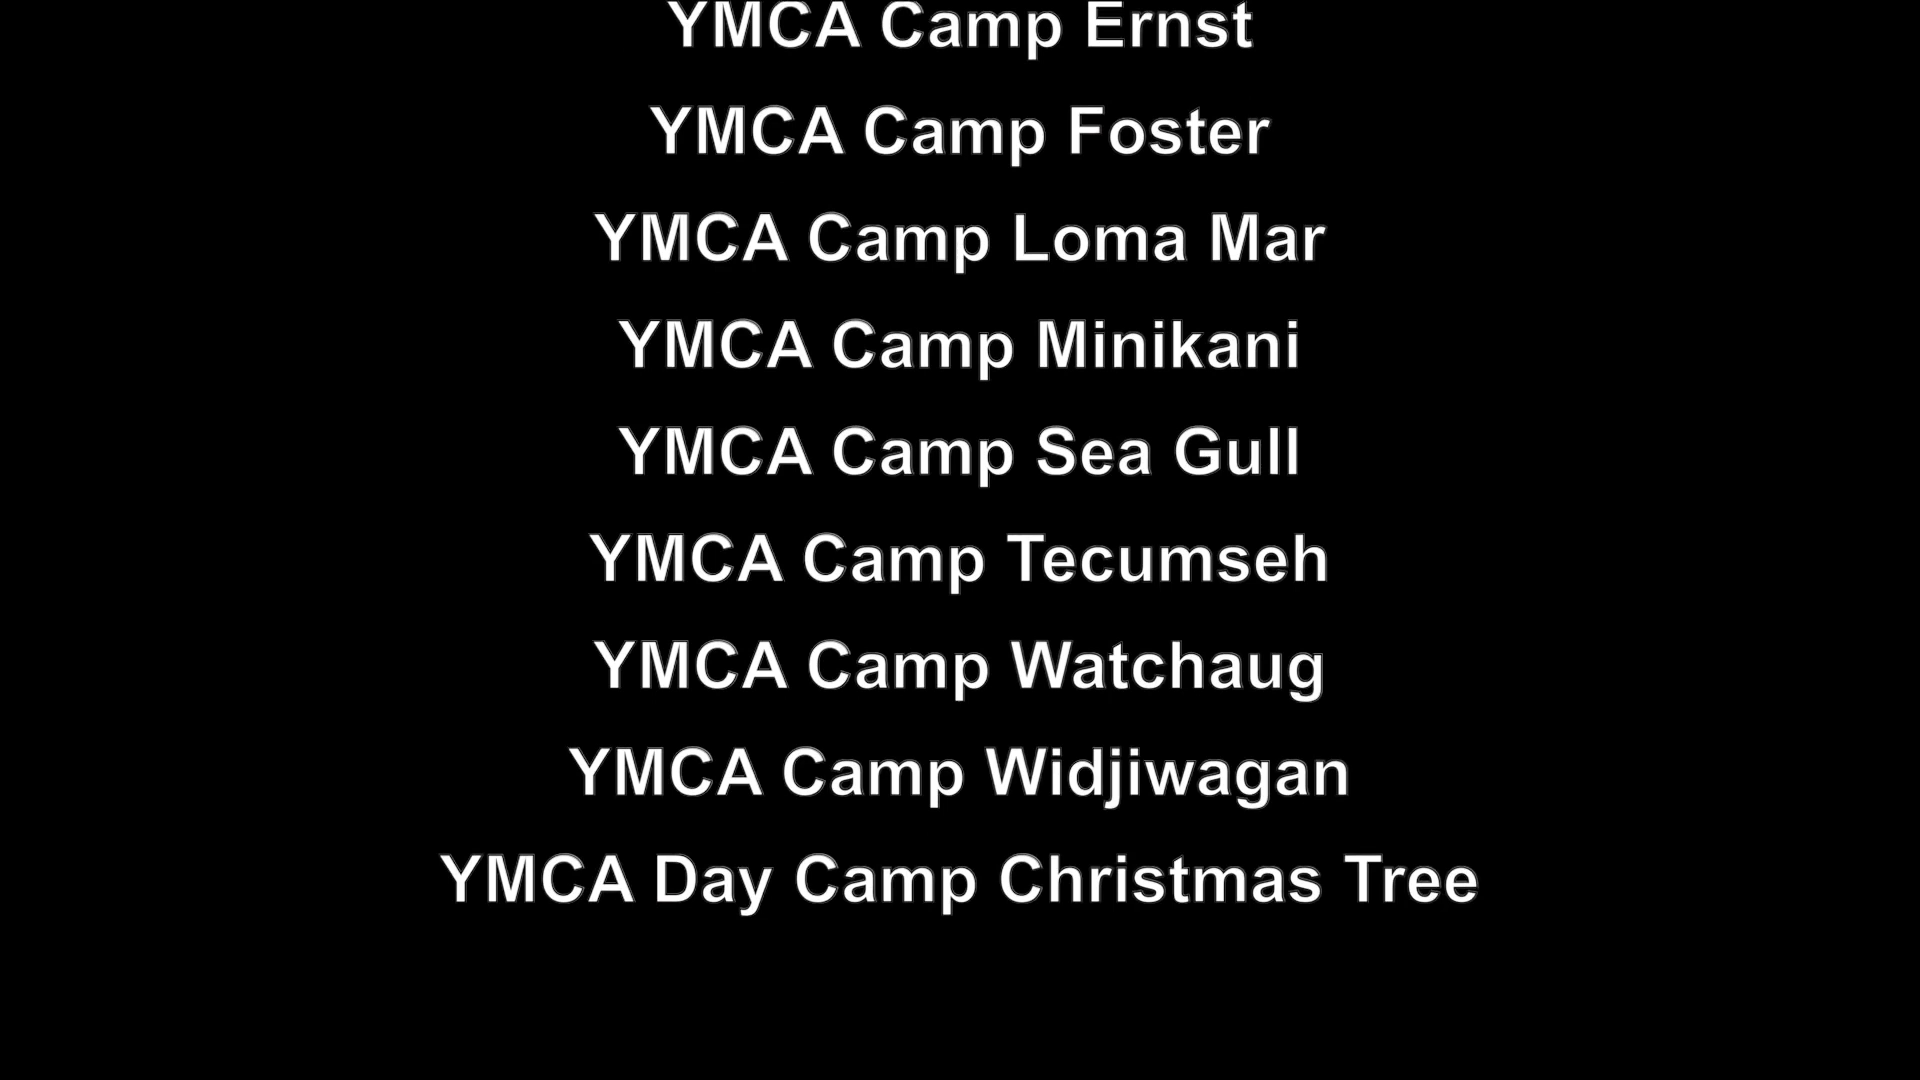 YMCA Camp Ernst
YMCA Camp Foster
YMCA Camp Loma Mar
YMCA Camp Minikani
YMCA Camp Sea Gull
YMCA Camp Tecumseh
YMCA Camp Watchaug
YMCA Camp Widjiwagan
YMCA Day Camp Christmas Tree